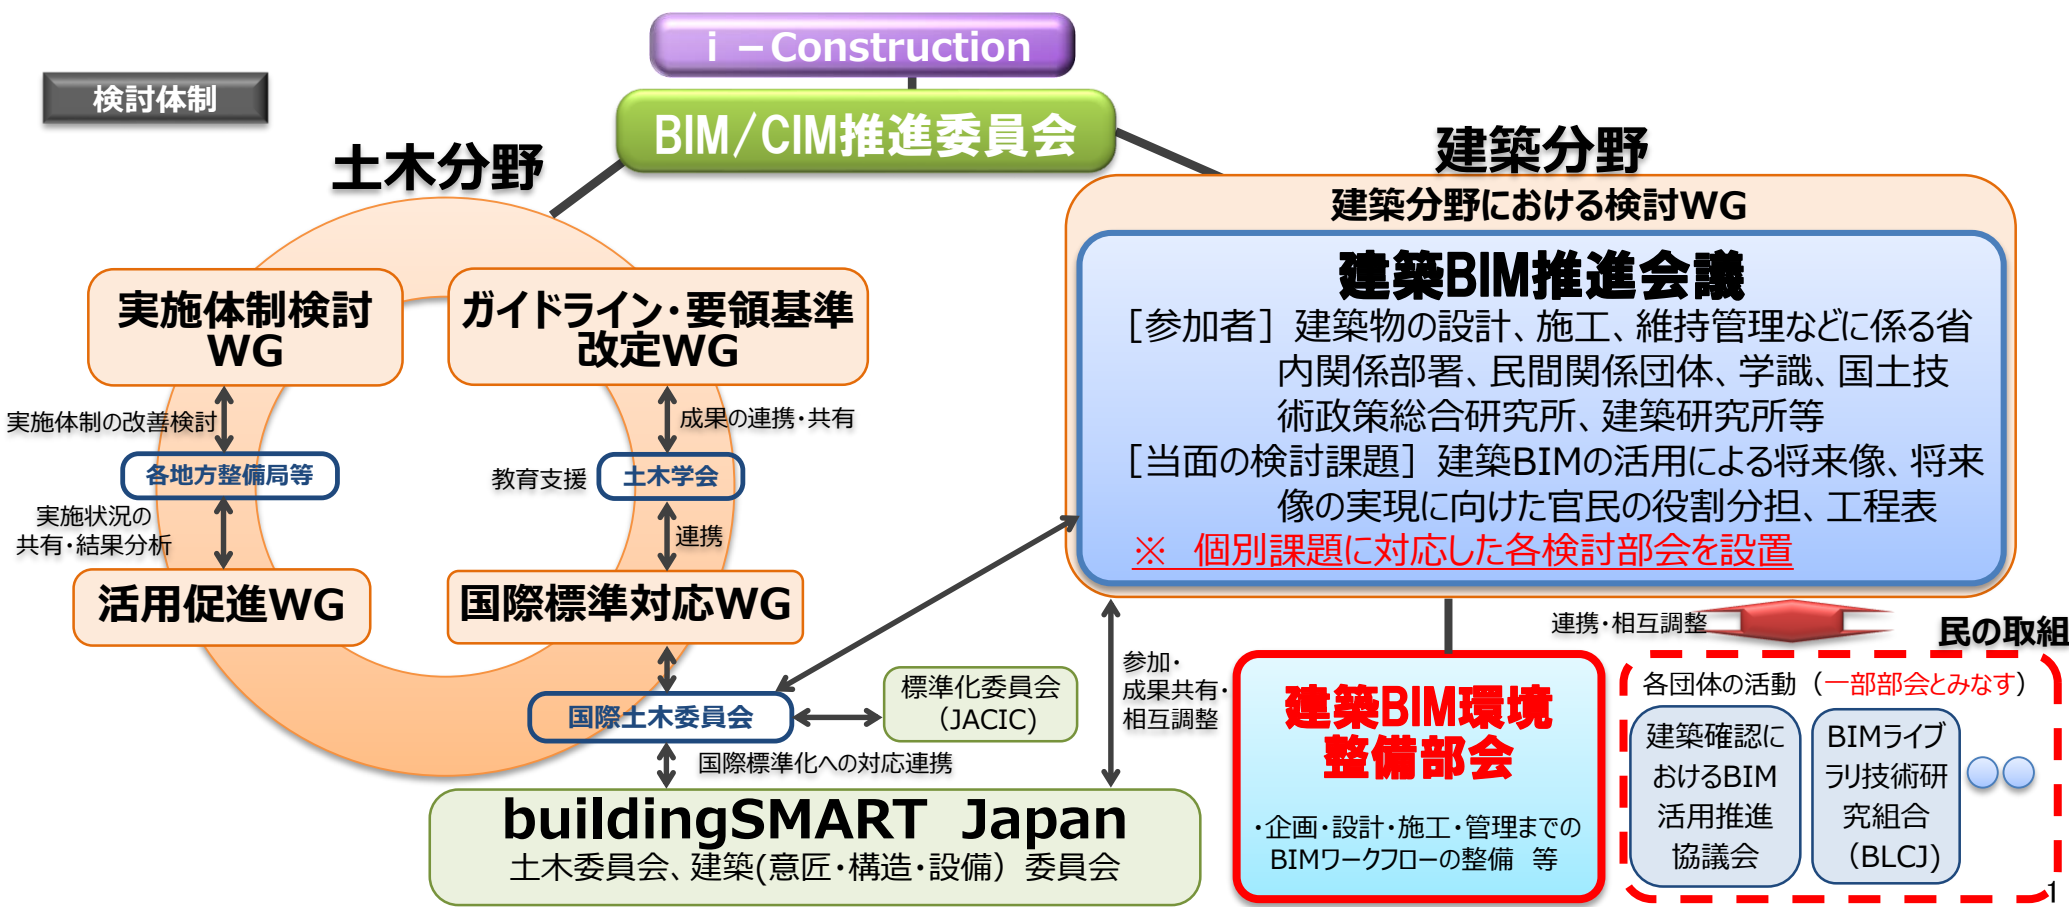 i －Construction
検討体制
BIM/CIM推進委員会
土木分野
建築分野
実施体制検討
WG
ガイドライン・要領基準
改定WG
実施体制の改善検討
成果の連携・共有
各地方整備局等
教育支援
土木学会
実施状況の
共有・結果分析
連携
活用促進WG
国際標準対応WG
国際土木委員会
標準化委員会
（JACIC）
国際標準化への対応連携
buildingSMART Japan
土木委員会、建築(意匠・構造・設備）委員会
建築分野における検討WG
建築BIM推進会議
［参加者］建築物の設計、施工、維持管理などに係る省
内関係部署、民間関係団体、学識、国土技
術政策総合研究所、建築研究所等
［当面の検討課題］建築BIMの活用による将来像、将来
像の実現に向けた官民の役割分担、工程表
※　個別課題に対応した各検討部会を設置
参加・
成果共有・
相互調整
連携・相互調整
民の取組
建築BIM環境
整備部会
・企画・設計・施工・管理までの
BIMワークフローの整備　等
各団体の活動（一部部会とみなす）
建築確認に
おけるBIM
活用推進
協議会
BIMライブ
ラリ技術研
究組合
（BLCJ)
1